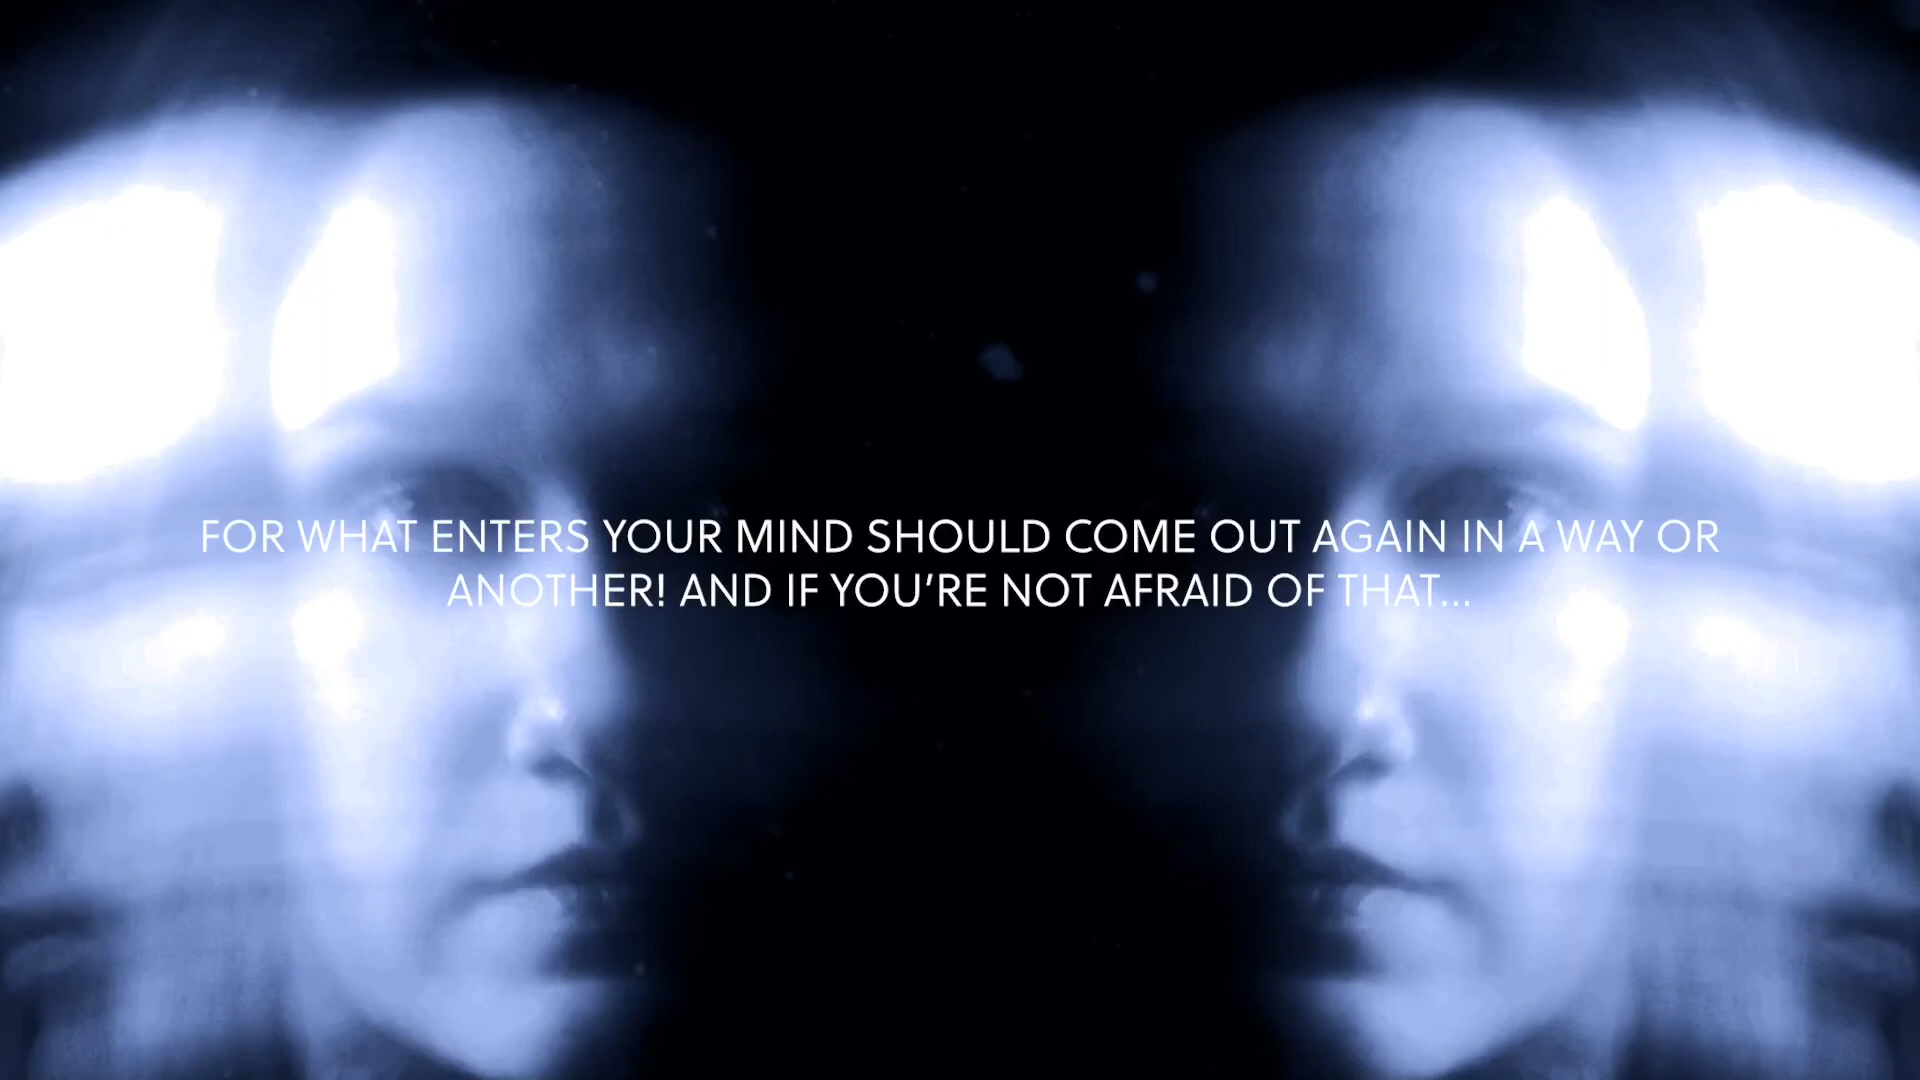 FOR WHAT ENTERS YOUR MIND SHOULD COME OUT AGAIN IN A WAY OR
ANOTHER! AND IF YOU’RE NOT AFRAID OF THAT...